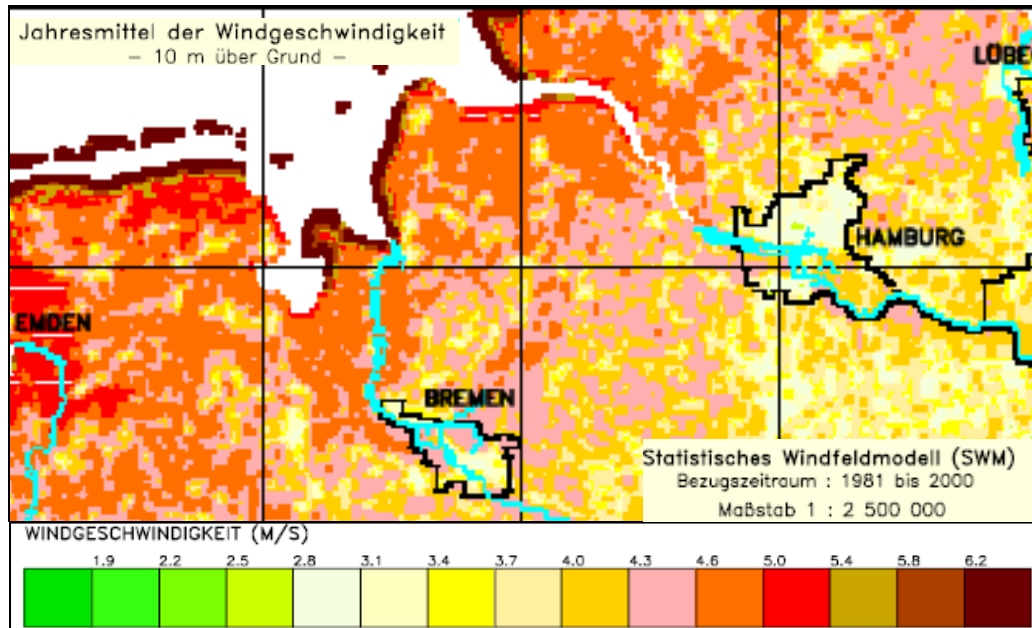 Jahresmittel der Windgeschwindigkeit
– 10 m über Grund –
LÜBE
HAMBURG
EMDEN
BREMEN
Statistisches Windfeldmodell (SWM)
Bezugszeitraum : 1981 bis 2000
Maßstab 1 : 2 500 000
WINDGESCHWINDIGKEIT (M/S)
1.9 2.2 2.5 2.8 3.1 3.4 3.7 4.0 4.3 4.6 5.0 5.4 5.8 6.2